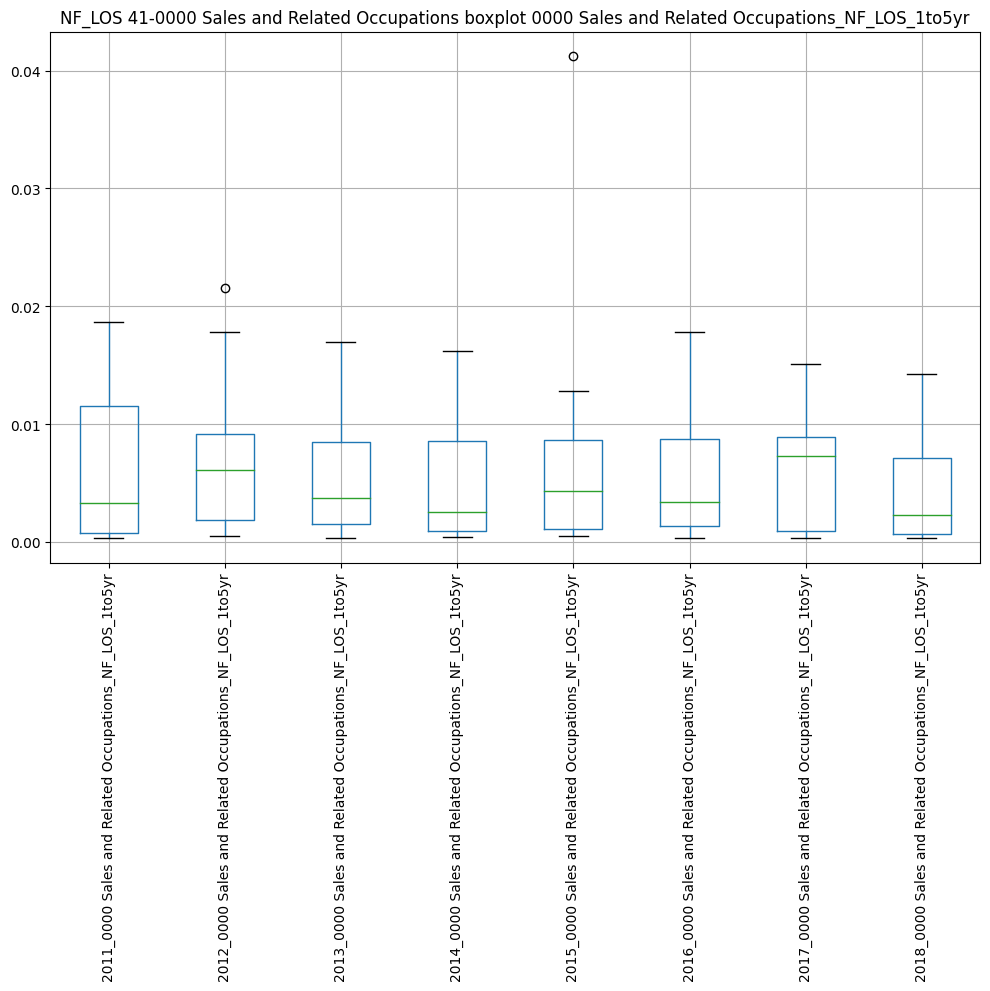 NF_LOS 41-0000 Sales and Related Occupations boxplot 0000 Sales and Related Occupations_NF_LOS_1to5yr
0.04
0.03
0.02
0.01
0.00
2011_0000 Sales and Related Occupations_NF_LOS_1to5yr
2012_0000 Sales and Related Occupations_NF_LOS_1to5yr
2013_0000 Sales and Related Occupations_NF_LOS_1to5yr
2014_0000 Sales and Related Occupations_NF_LOS_1to5yr
2015_0000 Sales and Related Occupations_NF_LOS_1to5yr
2016_0000 Sales and Related Occupations_NF_LOS_1to5yr
2017_0000 Sales and Related Occupations_NF_LOS_1to5yr
2018_0000 Sales and Related Occupations_NF_LOS_1to5yr